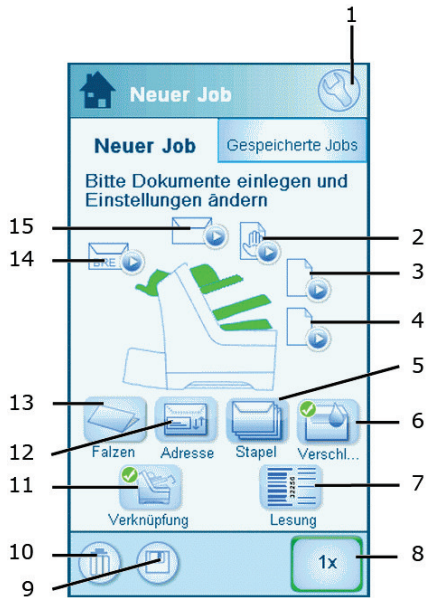 1
Neuer Job
Neuer Job
Gespeicherte Jobs
Bitte Dokumente einlegen und
Einstellungen ändern
15
2
14
BRE
3
4
5
13
6
Falzen
Adresse
Stapel
Verschl...
12
11
32256
7
Verknüpfung
Lesung
10
1x
8
9